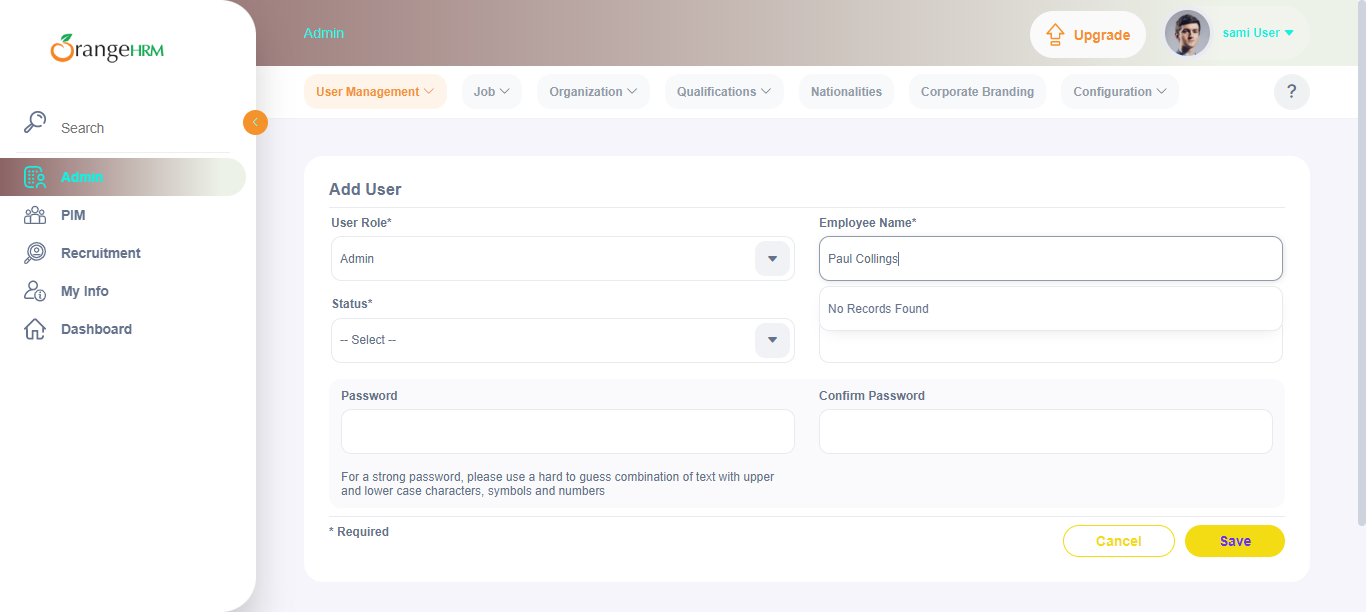 OrangeHRM
Search
Admin
PIM
Recruitment
My Info
Dashboard
Admin
Upgrade
sami User
User Management
Job
Organization
Qualifications
Nationalities
Corporate Branding
Configuration
?
Add User
User Role*
Employee Name*
Admin
Paul Collings
Status*
No Records Found
-- Select --
Password
Confirm Password
For a strong password, please use a hard to guess combination of text with upper
and lower case characters, symbols and numbers
* Required
Cancel
Save